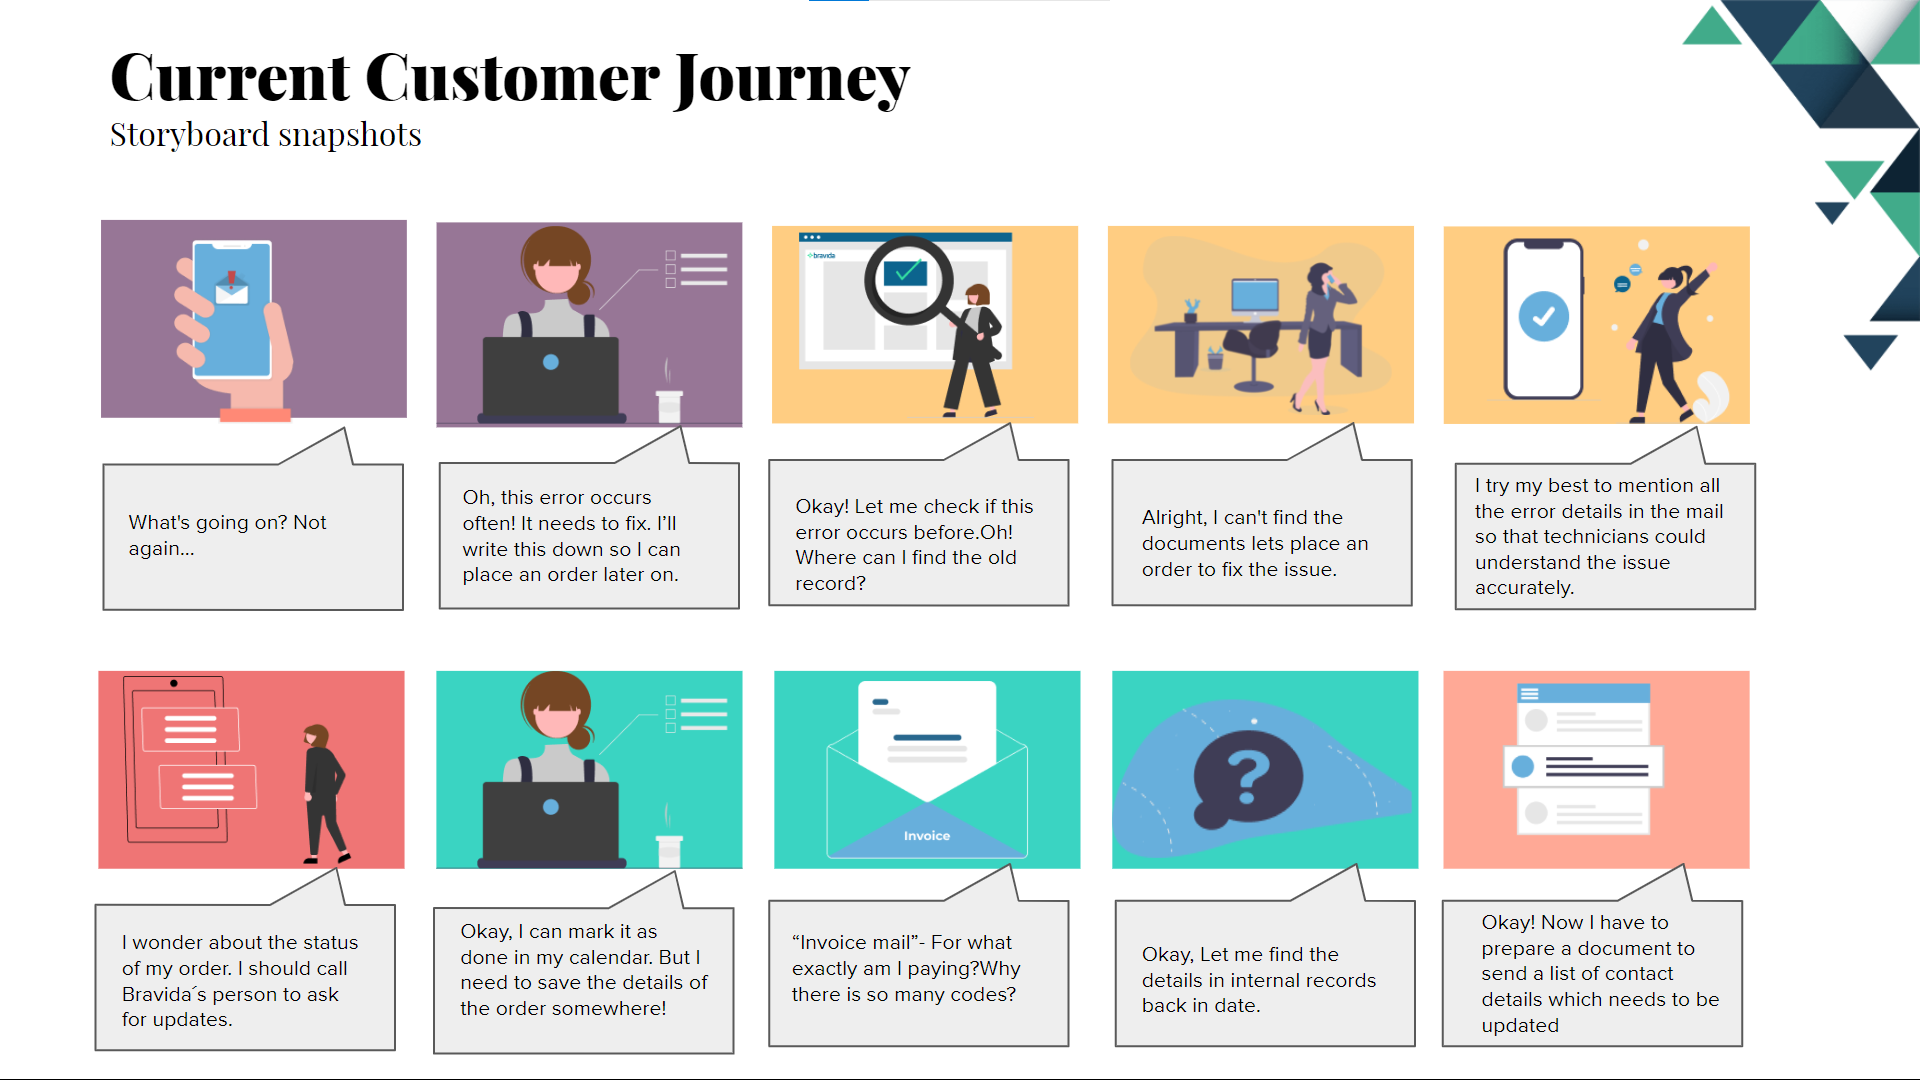 Current Customer Journey
Storyboard snapshots
bravida
What's going on? Not
again...
Oh, this error occurs
often! It needs to fix. I’ll
write this down so I can
place an order later on.
Okay! Let me check if this
error occurs before.Oh!
Where can I find the old
record?
Alright, I can't find the
documents lets place an
order to fix the issue.
I try my best to mention all
the error details in the mail
so that technicians could
understand the issue
accurately.
I wonder about the status
of my order. I should call
Bravida´s person to ask
for updates.
Okay, I can mark it as
done in my calendar. But I
need to save the details of
the order somewhere!
Invoice
“Invoice mail”- For what
exactly am I paying?Why
there is so many codes?
?
Okay, Let me find the
details in internal records
back in date.
Okay! Now I have to
prepare a document to
send a list of contact
details which needs to be
updated